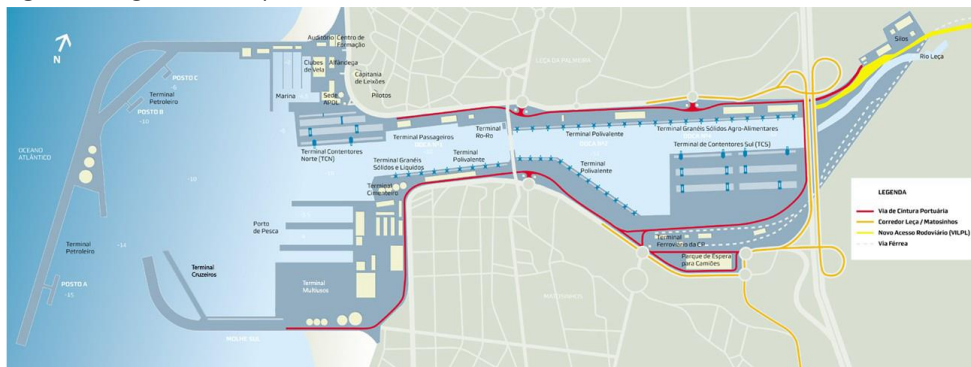 N
OCEANO
ATLÂNTICO
POSTO C
Terminal
Petroleiro
POSTO B
-10
Terminal
Petroleiro
-14
POSTO A
-15
Auditório
Centro de
Formação
Clubes
de Vela
Alfândega
Capitania
de Leixões
Marina
Sede
APDL
Pilotos
LEÇA DA PALMEIRA
Terminal Contentores
Norte (TCN)
Terminal Passageiros
Terminal
Ro-Ro
Terminal Granéis
Sólidos e Líquidos
Terminal
Polivalente
Terminal Polivalente
Terminal Granéis Sólidos Agro-Alimentares
Terminal de Contentores Sul (TCS)
Terminal
Polivalente
Terminal
Cimenteiro
Porto
de Pesca
Terminal
Cruzeiros
Terminal
Multiusos
MOLHE SUL
MATOSINHOS
Terminal
Ferroviário da CP
Parque de Espera
para Camiões
Silos
Rio Leça
LEGENDA
Via de Cintura Portuária
Corredor Leça / Matosinhos
Novo Acesso Rodoviário (VILPL)
Via Férrea